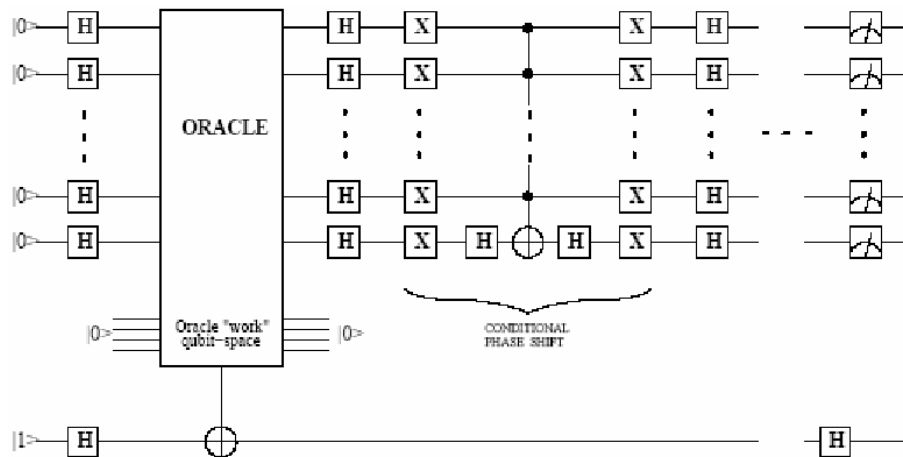 |0> H H X X H
|0> H H X X H
ORACLE
|0> H H X X H
|0> H H X H H X H
|0> Oracle "work" qubit-space |0>
CONDITIONAL
PHASE SHIFT
|1> H H